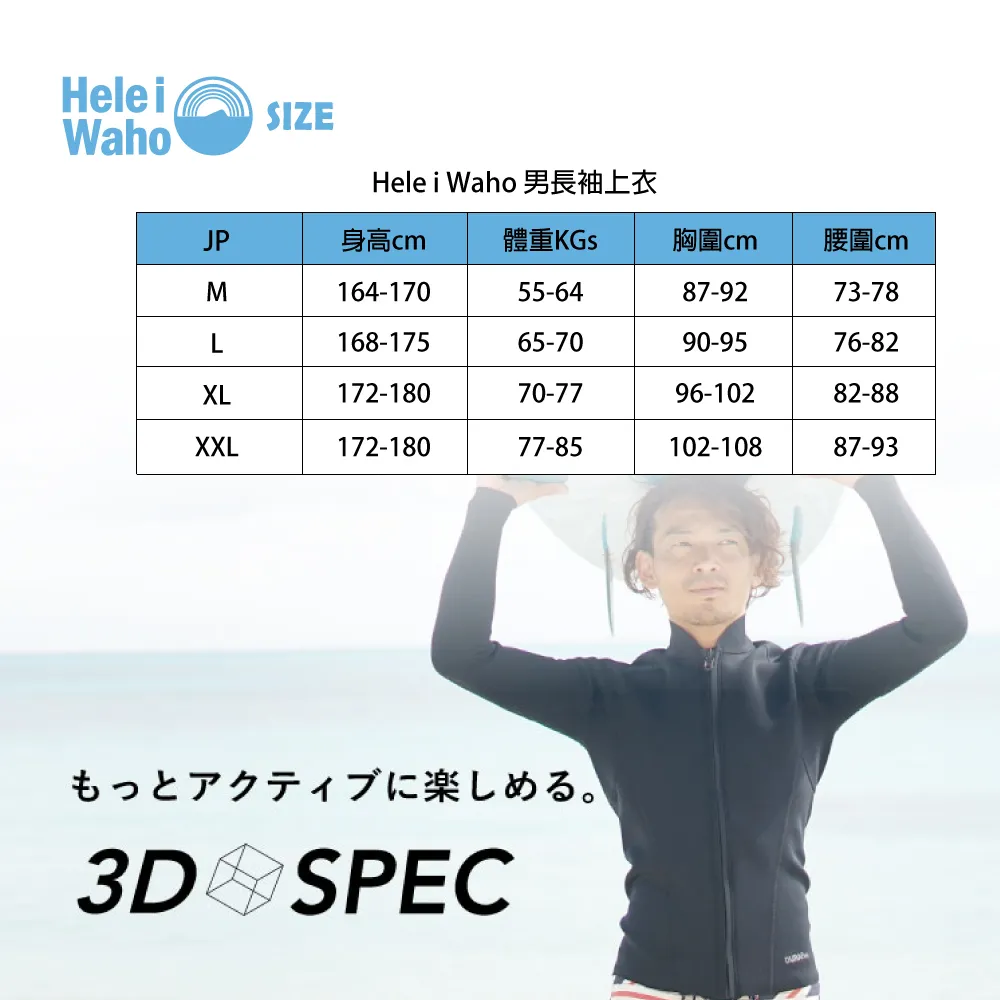 Hele i
Waho
SIZE
Hele i Waho 男長袖上衣
JP 身高cm 體重KGs 胸圍cm 腰圍cm
M 164-170 55-64 87-92 73-78
L 168-175 65-70 90-95 76-82
XL 172-180 70-77 96-102 82-88
XXL 172-180 77-85 102-108 87-93
もっとアクティブに楽しめる。
3D SPEC